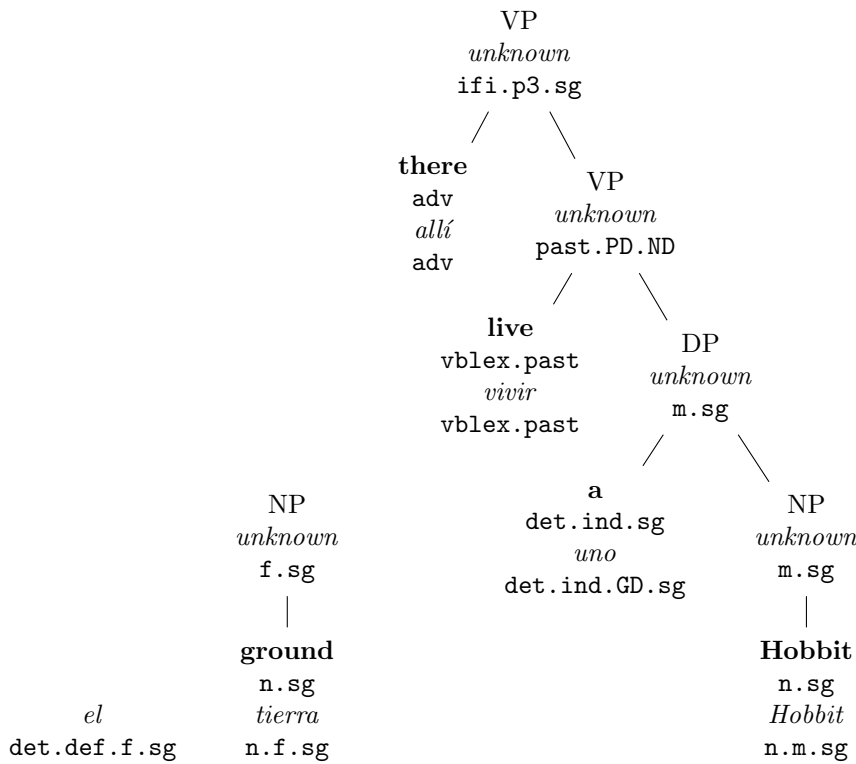 VP
unknown
ifi.p3.sg
there
adv
allí
adv
VP
unknown
past.PD.ND
live
vblex.past
vivir
vblex.past
DP
unknown
m.sg
a
det.ind.sg
uno
det.ind.GD.sg
NP
unknown
m.sg
Hobbit
n.sg
Hobbit
n.m.sg
NP
unknown
f.sg
ground
n.sg
tierra
n.f.sg
el
det.def.f.sg